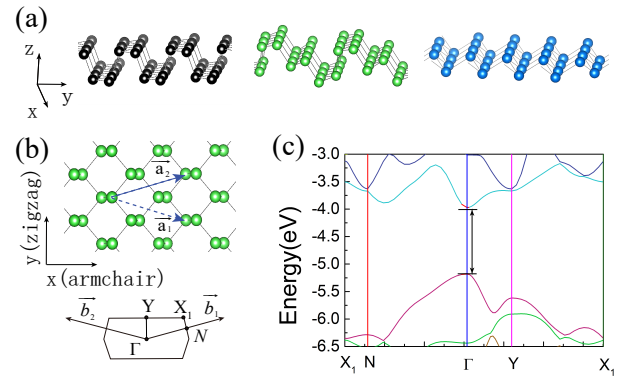 (a)
z
y
x
(b)
a₂
a₁
y(zigzag)
x(armchair)
b₂
Y
X₁
b₁
N
Γ
(c)
Energy(eV)
-3.0
-3.5
-4.0
-4.5
-5.0
-5.5
-6.0
-6.5
X₁ N Γ Y X₁